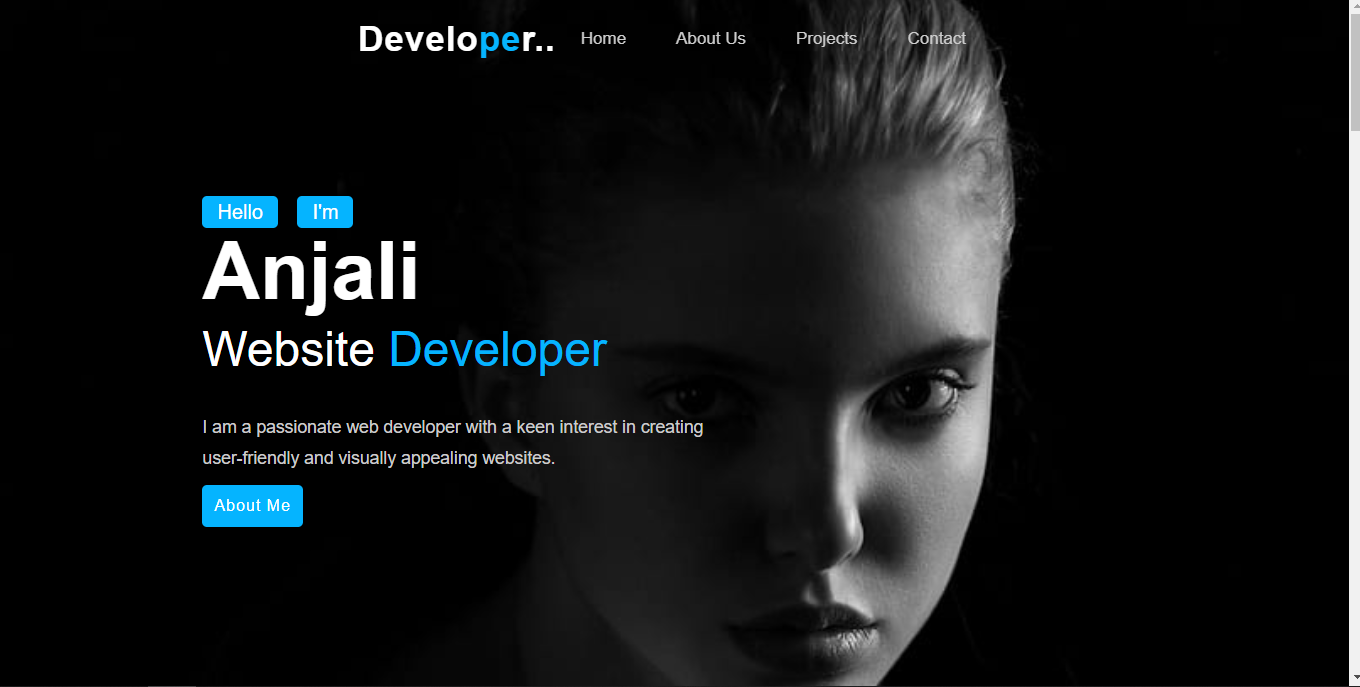 Developer.. Home About Us Projects Contact
Hello I'm
Anjali
Website Developer
I am a passionate web developer with a keen interest in creating
user-friendly and visually appealing websites.
About Me